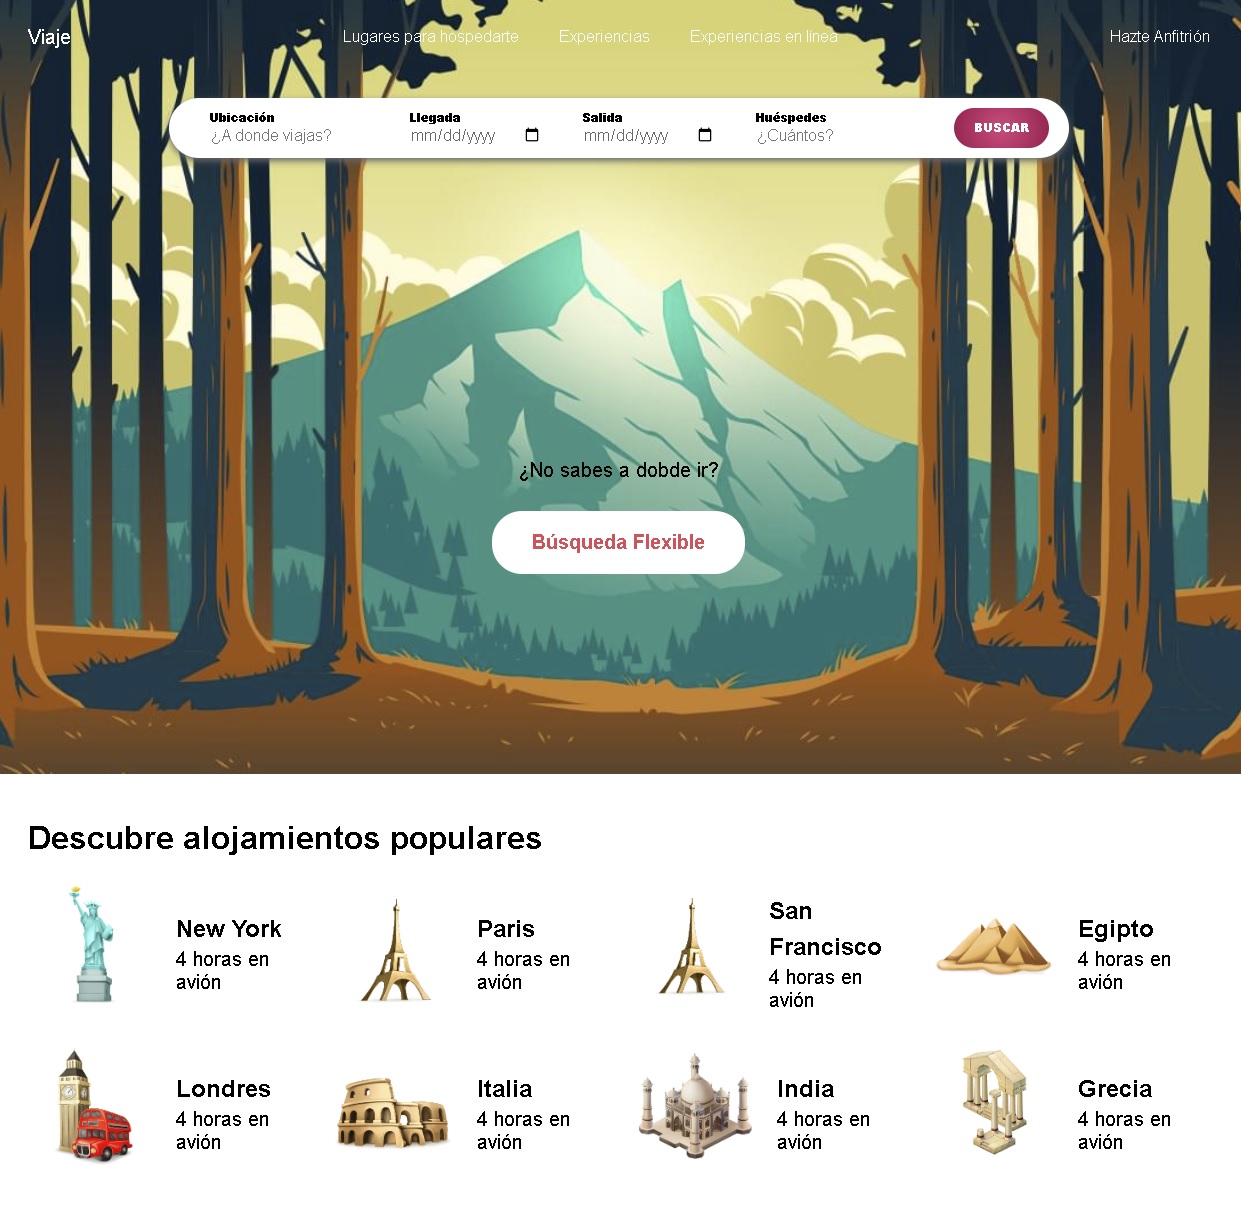 Viaje
Lugares para hospedarte
Experiencias
Experiencias en línea
Hazte Anfitrión
Ubicación
¿A donde viajas?
Llegada
mm/dd/yyyy
Salida
mm/dd/yyyy
Huéspedes
¿Cuántos?
BUSCAR
¿No sabes a dobde ir?
Búsqueda Flexible
Descubre alojamientos populares
New York
4 horas en
avión
Paris
4 horas en
avión
San
Francisco
4 horas en
avión
Egipto
4 horas en
avión
Londres
4 horas en
avión
Italia
4 horas en
avión
India
4 horas en
avión
Grecia
4 horas en
avión